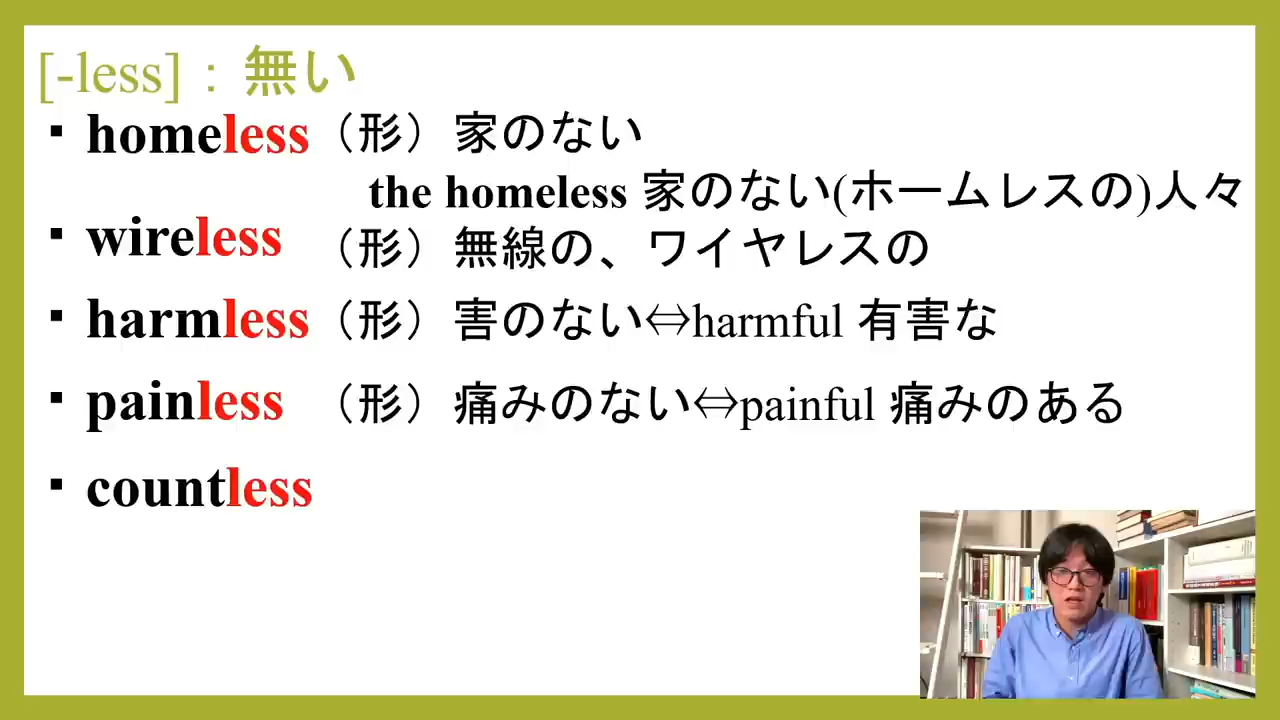 [-less]：無い
・homeless（形）家のない
the homeless 家のない(ホームレスの)人々
・wireless（形）無線の、ワイヤレスの
・harmless（形）害のない⇔harmful 有害な
・painless（形）痛みのない⇔painful 痛みのある
・countless